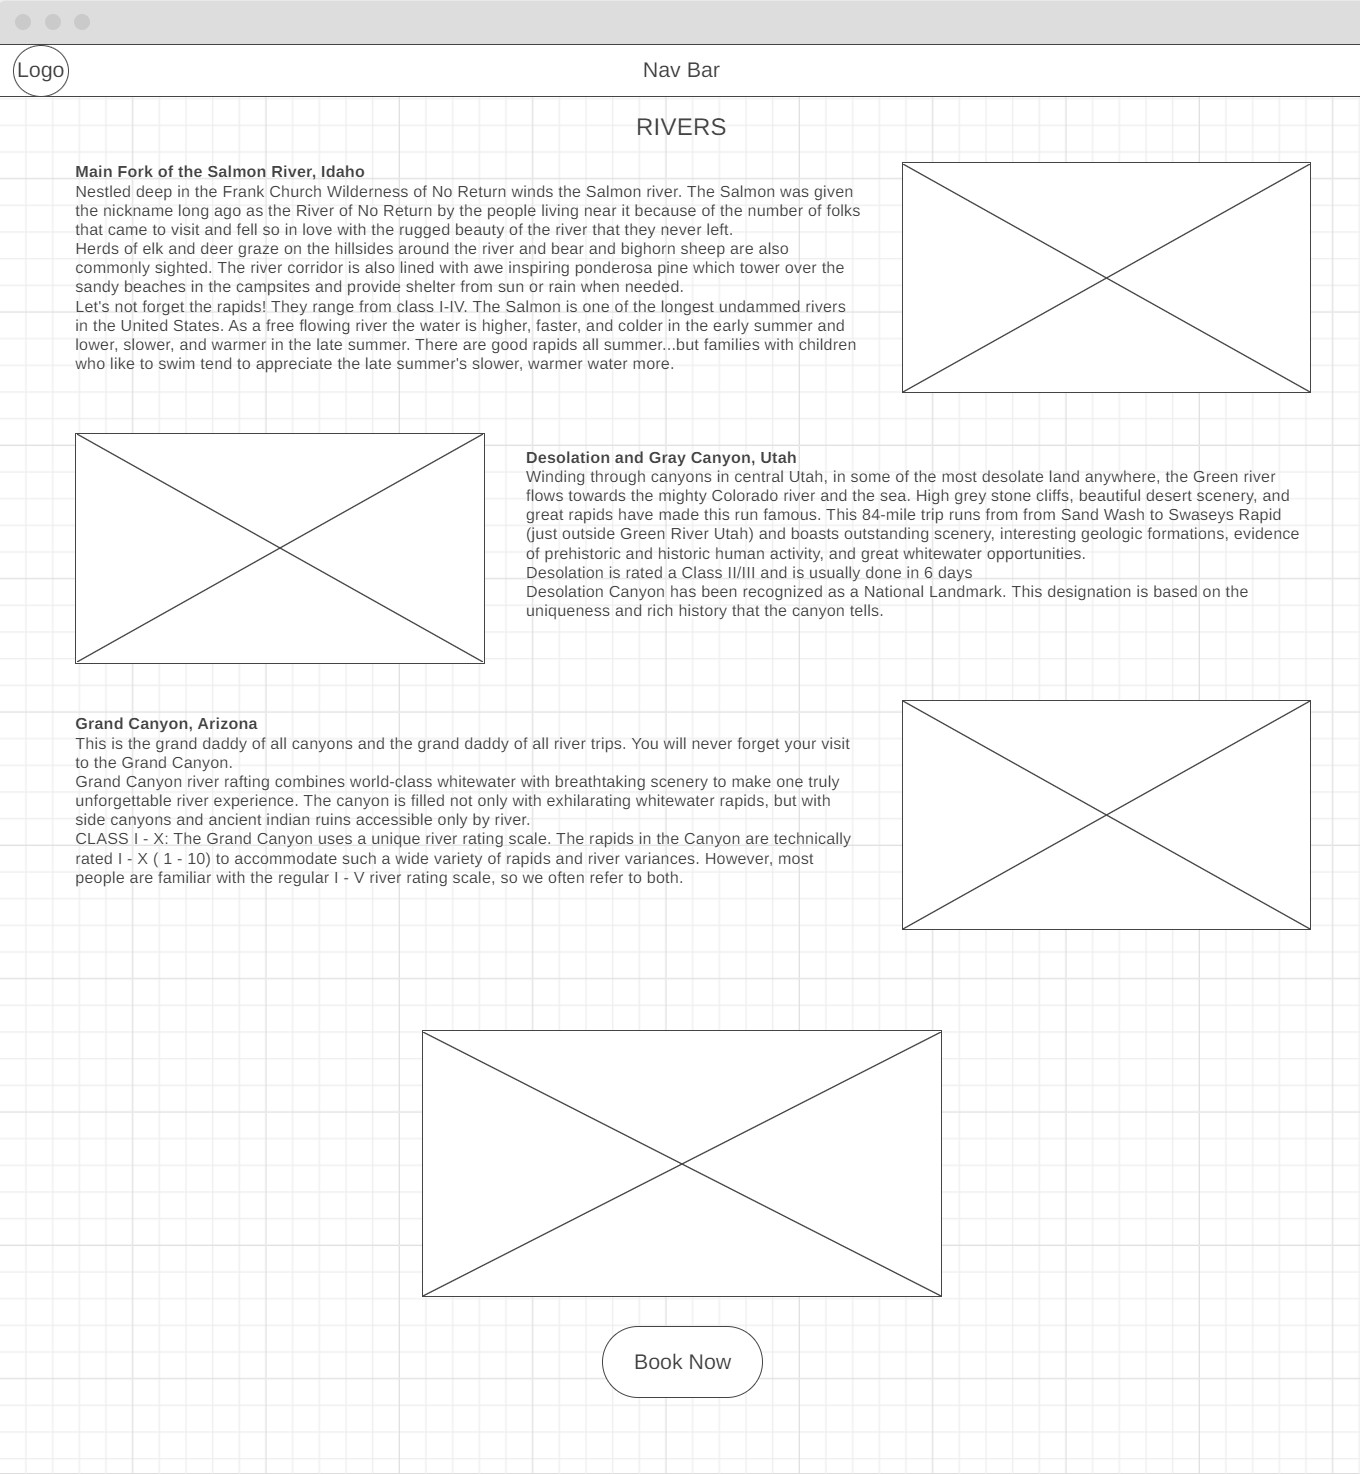 Logo
Nav Bar
RIVERS
Main Fork of the Salmon River, Idaho
Nestled deep in the Frank Church Wilderness of No Return winds the Salmon river. The Salmon was given
the nickname long ago as the River of No Return by the people living near it because of the number of folks
that came to visit and fell so in love with the rugged beauty of the river that they never left.
Herds of elk and deer graze on the hillsides around the river and bear and bighorn sheep are also
commonly sighted. The river corridor is also lined with awe inspiring ponderosa pine which tower over the
sandy beaches in the campsites and provide shelter from sun or rain when needed.
Let's not forget the rapids! They range from class I-IV. The Salmon is one of the longest undammed rivers
in the United States. As a free flowing river the water is higher, faster, and colder in the early summer and
lower, slower, and warmer in the late summer. There are good rapids all summer...but families with children
who like to swim tend to appreciate the late summer's slower, warmer water more.
Desolation and Gray Canyon, Utah
Winding through canyons in central Utah, in some of the most desolate land anywhere, the Green river
flows towards the mighty Colorado river and the sea. High grey stone cliffs, beautiful desert scenery, and
great rapids have made this run famous. This 84-mile trip runs from from Sand Wash to Swaseys Rapid
(just outside Green River Utah) and boasts outstanding scenery, interesting geologic formations, evidence
of prehistoric and historic human activity, and great whitewater opportunities.
Desolation is rated a Class II/III and is usually done in 6 days
Desolation Canyon has been recognized as a National Landmark. This designation is based on the
uniqueness and rich history that the canyon tells.
Grand Canyon, Arizona
This is the grand daddy of all canyons and the grand daddy of all river trips. You will never forget your visit
to the Grand Canyon.
Grand Canyon river rafting combines world-class whitewater with breathtaking scenery to make one truly
unforgettable river experience. The canyon is filled not only with exhilarating whitewater rapids, but with
side canyons and ancient indian ruins accessible only by river.
CLASS I - X: The Grand Canyon uses a unique river rating scale. The rapids in the Canyon are technically
rated I - X ( 1 - 10) to accommodate such a wide variety of rapids and river variances. However, most
people are familiar with the regular I - V river rating scale, so we often refer to both.
Book Now